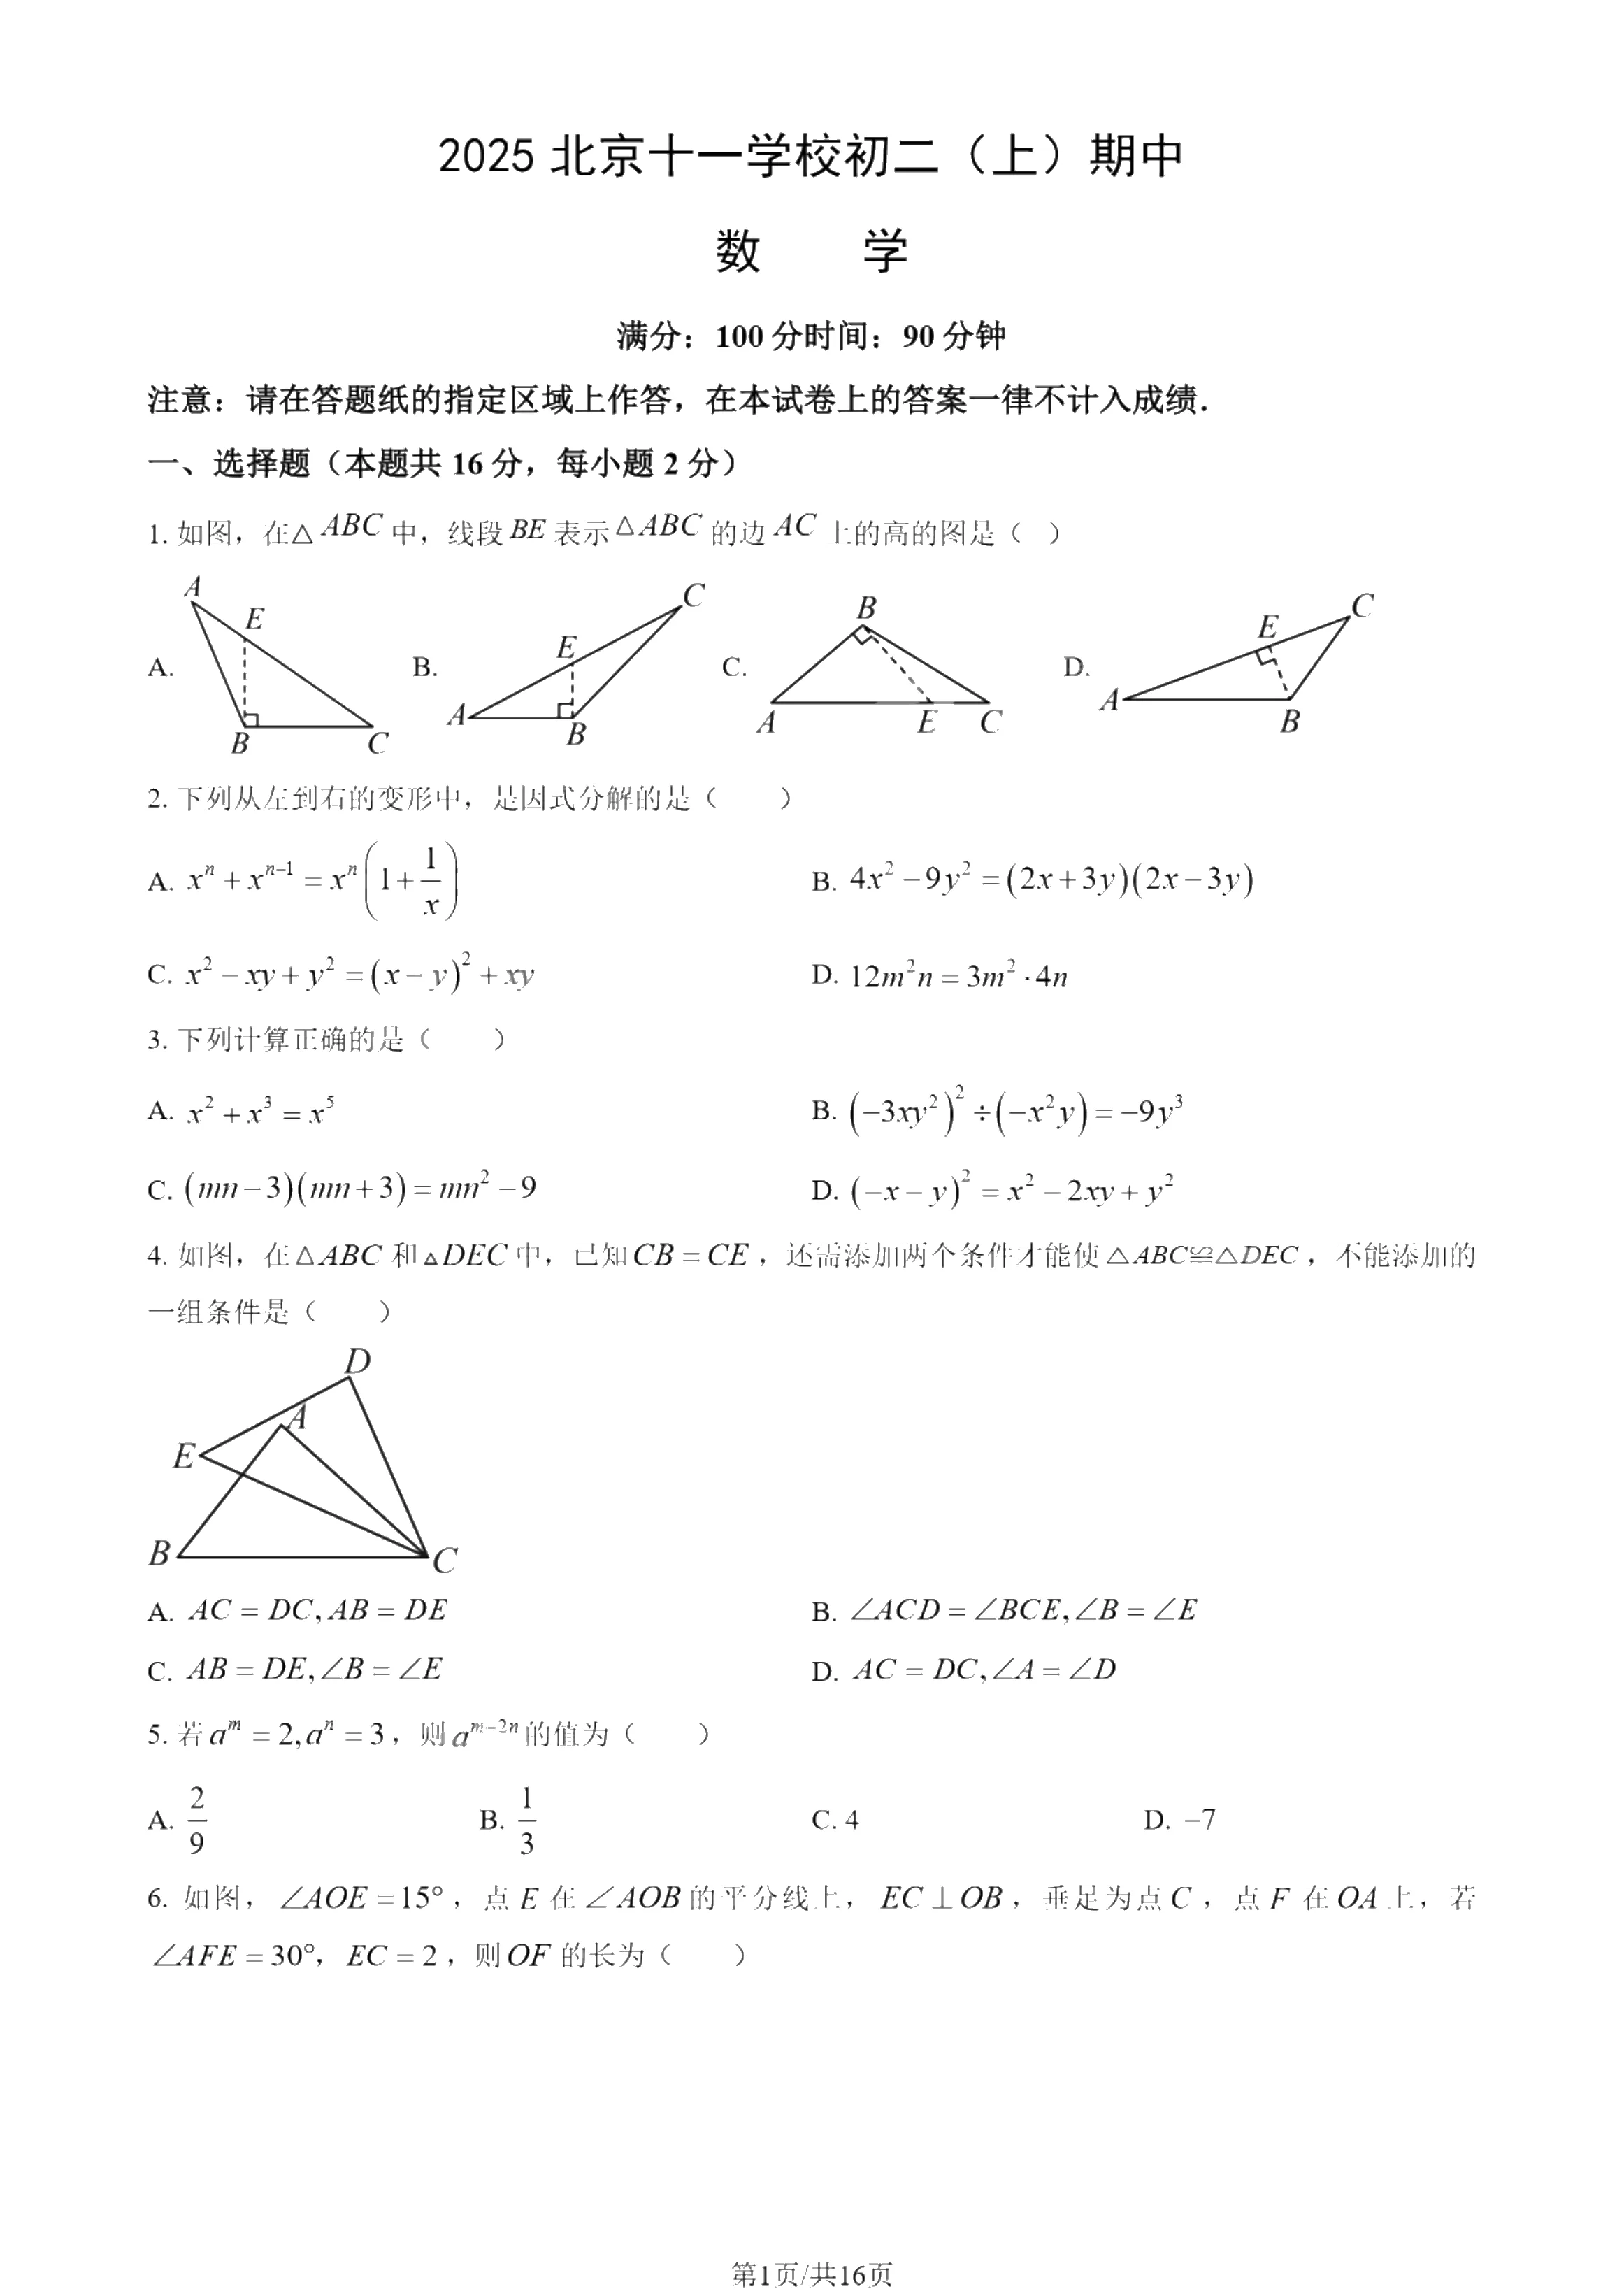 2025 北京十一学校初二（上）期中
数 学
满分：100 分时间：90 分钟
注意：请在答题纸的指定区域上作答，在本试卷上的答案一律不计入成绩．
一、选择题（本题共 16 分，每小题 2 分）
1. 如图，在△ ABC 中，线段 BE 表示 △ABC 的边 AC 上的高的图是（ ）
A. A E B C B. A E B C C. A B E C D. A E B C
2. 下列从左到右的变形中，是因式分解的是（ ）
A. xⁿ + xⁿ⁻¹ = xⁿ(1 + 1/x) B. 4x² − 9y² = (2x + 3y)(2x − 3y)
C. x² − xy + y² = (x − y)² + xy D. 12m²n = 3m² · 4n
3. 下列计算正确的是（ ）
A. x² + x³ = x⁵ B. (−3xy²)² ÷ (−x²y) = −9y³
C. (mn − 3)(mn + 3) = mn² − 9 D. (−x − y)² = x² − 2xy + y²
4. 如图，在 △ABC 和 △DEC 中，已知 CB = CE ，还需添加两个条件才能使 △ABC≌△DEC ，不能添加的
一组条件是（ ）
D
A
E
B C
A. AC = DC, AB = DE B. ∠ACD = ∠BCE, ∠B = ∠E
C. AB = DE, ∠B = ∠E D. AC = DC, ∠A = ∠D
5. 若 aᵐ = 2, aⁿ = 3 ，则 aᵐ⁻²ⁿ 的值为（ ）
A. 2/9 B. 1/3 C. 4 D. −7
6. 如图， ∠AOE = 15° ，点 E 在 ∠AOB 的平分线上， EC ⊥ OB ，垂足为点 C ，点 F 在 OA 上，若
∠AFE = 30°， EC = 2 ，则 OF 的长为（ ）
第1页/共16页